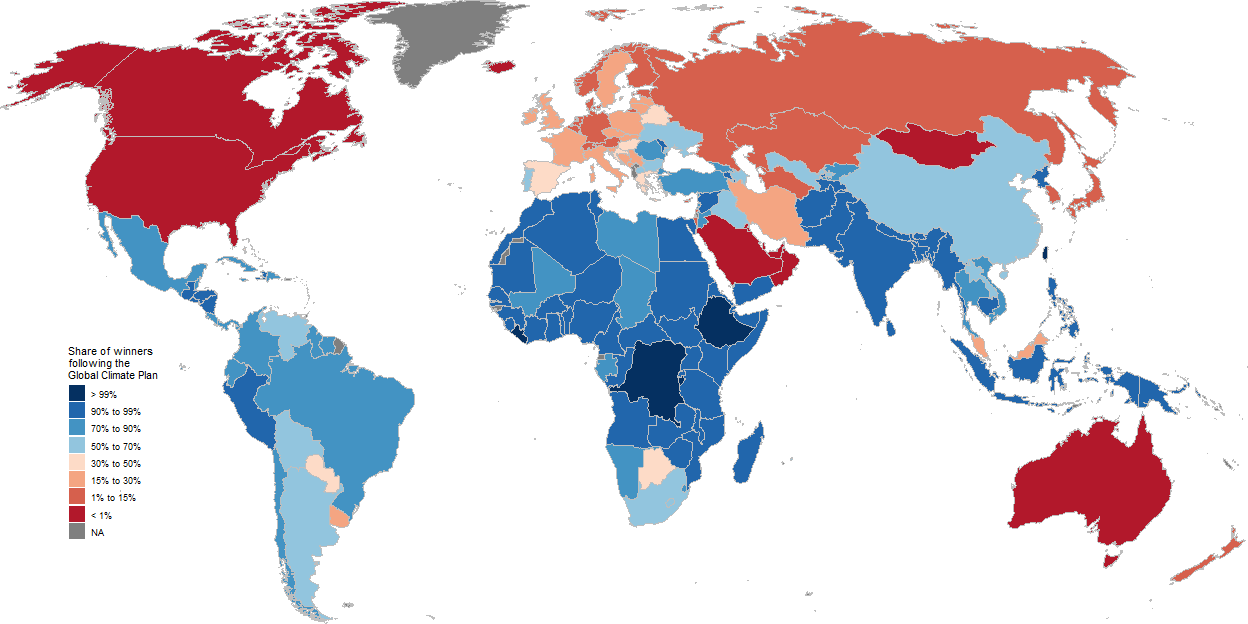 Share of winners
following the
Global Climate Plan
> 99%
90% to 99%
70% to 90%
50% to 70%
30% to 50%
15% to 30%
1% to 15%
< 1%
NA